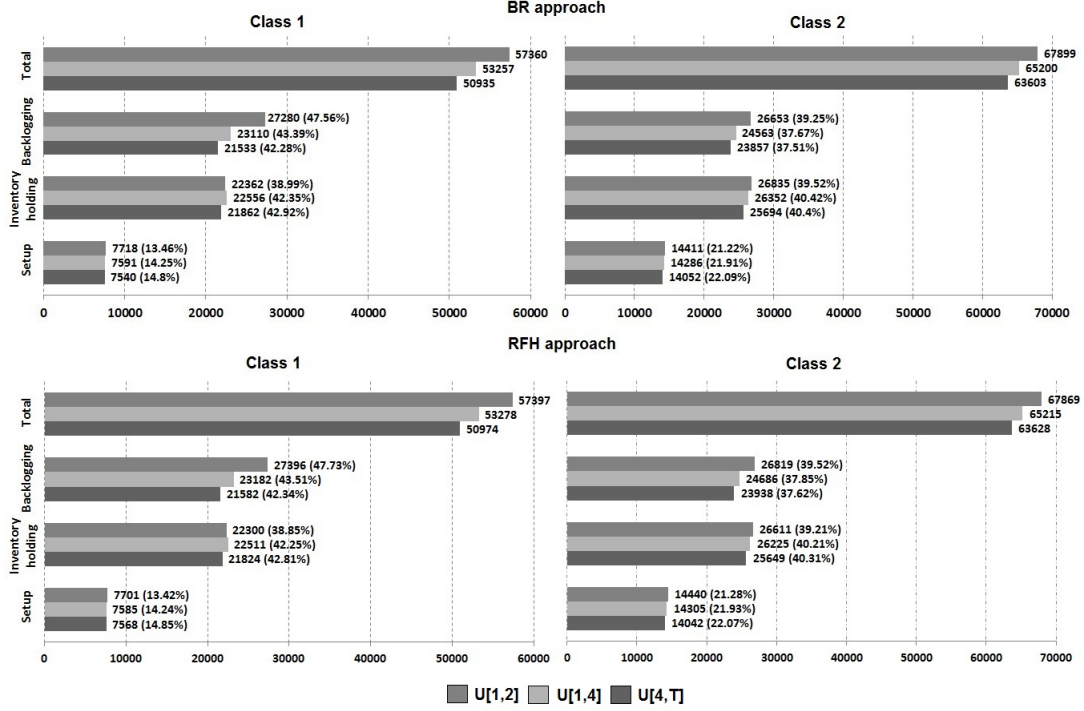 BR approach
Class 1
Total
57360
53257
50935
Backlogging
27280 (47.56%)
23110 (43.39%)
21533 (42.28%)
Inventory
holding
22362 (38.99%)
22556 (42.35%)
21862 (42.92%)
Setup
7718 (13.46%)
7591 (14.25%)
7540 (14.8%)
0 10000 20000 30000 40000 50000 60000
Class 2
67899
65200
63603
26653 (39.25%)
24563 (37.67%)
23857 (37.51%)
26835 (39.52%)
26352 (40.42%)
25694 (40.4%)
14411 (21.22%)
14286 (21.91%)
14052 (22.09%)
0 10000 20000 30000 40000 50000 60000 70000
RFH approach
Class 1
Total
57397
53278
50974
Backlogging
27396 (47.73%)
23182 (43.51%)
21582 (42.34%)
Inventory
holding
22300 (38.85%)
22511 (42.25%)
21824 (42.81%)
Setup
7701 (13.42%)
7585 (14.24%)
7568 (14.85%)
0 10000 20000 30000 40000 50000 60000
Class 2
67869
65215
63628
26819 (39.52%)
24686 (37.85%)
23938 (37.62%)
26611 (39.21%)
26225 (40.21%)
25649 (40.31%)
14440 (21.28%)
14305 (21.93%)
14042 (22.07%)
0 10000 20000 30000 40000 50000 60000 70000
U[1,2] U[1,4] U[4,T]